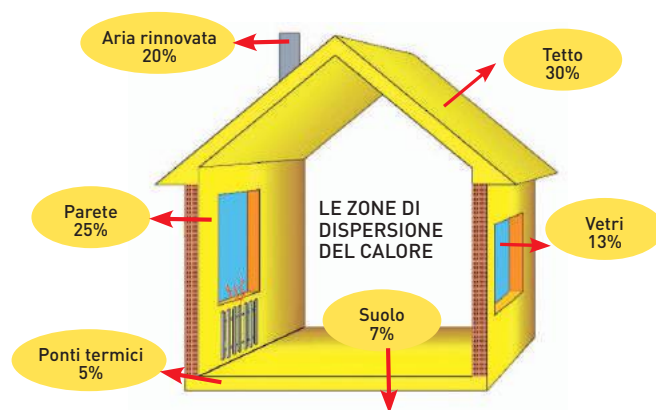 Aria rinnovata
20%
Tetto
30%
Parete
25%
LE ZONE DI
DISPERSIONE
DEL CALORE
Vetri
13%
Suolo
7%
Ponti termici
5%